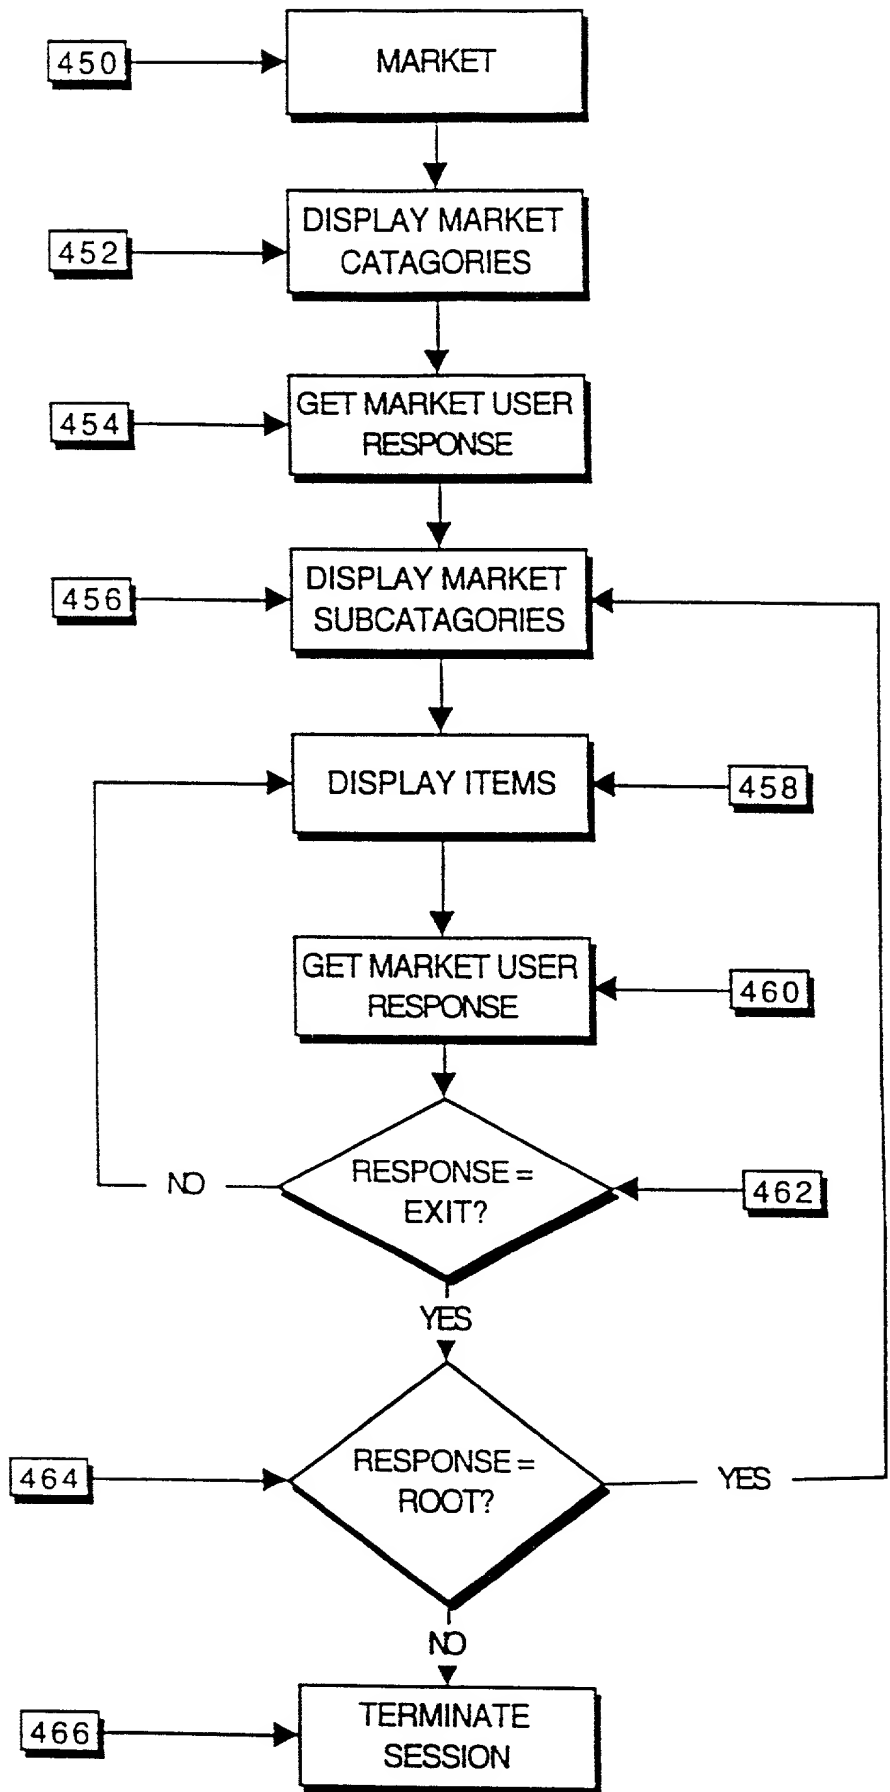 450
MARKET
452
DISPLAY MARKET
CATAGORIES
454
GET MARKET USER
RESPONSE
456
DISPLAY MARKET
SUBCATAGORIES
DISPLAY ITEMS
458
GET MARKET USER
RESPONSE
460
NO
RESPONSE =
EXIT?
462
YES
464
RESPONSE =
ROOT?
YES
NO
466
TERMINATE
SESSION